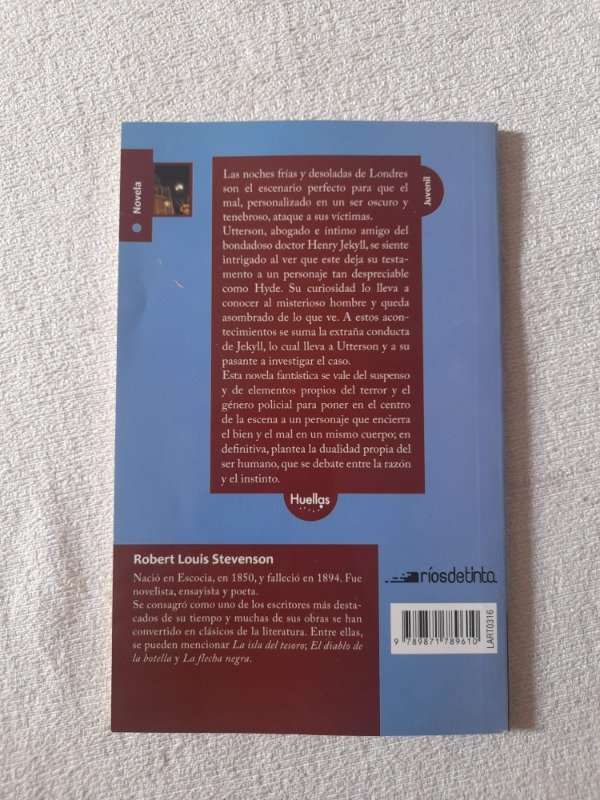 Novela
Juvenil
Las noches frías y desoladas de Londres
son el escenario perfecto para que el
mal, personalizado en un ser oscuro y
tenebroso, ataque a sus víctimas.
Utterson, abogado e íntimo amigo del
bondadoso doctor Henry Jekyll, se siente
intrigado al ver que este deja su testa-
mento a un personaje tan despreciable
como Hyde. Su curiosidad lo lleva a
conocer al misterioso hombre y queda
asombrado de lo que ve. A estos acon-
tecimientos se suma la extraña conducta
de Jekyll, lo cual lleva a Utterson y a su
pasante a investigar el caso.
Esta novela fantástica se vale del suspenso
y de elementos propios del terror y el
género policial para poner en el centro
de la escena a un personaje que encierra
el bien y el mal en un mismo cuerpo; en
definitiva, plantea la dualidad propia del
ser humano, que se debate entre la razón
y el instinto.
Huellas
Robert Louis Stevenson
Nació en Escocia, en 1850, y falleció en 1894. Fue
novelista, ensayista y poeta.
Se consagró como uno de los escritores más desta-
cados de su tiempo y muchas de sus obras se han
convertido en clásicos de la literatura. Entre ellas,
se pueden mencionar La isla del tesoro; El diablo de
la botella y La flecha negra.
ríosdetinta
9 789871 789610
LART0316